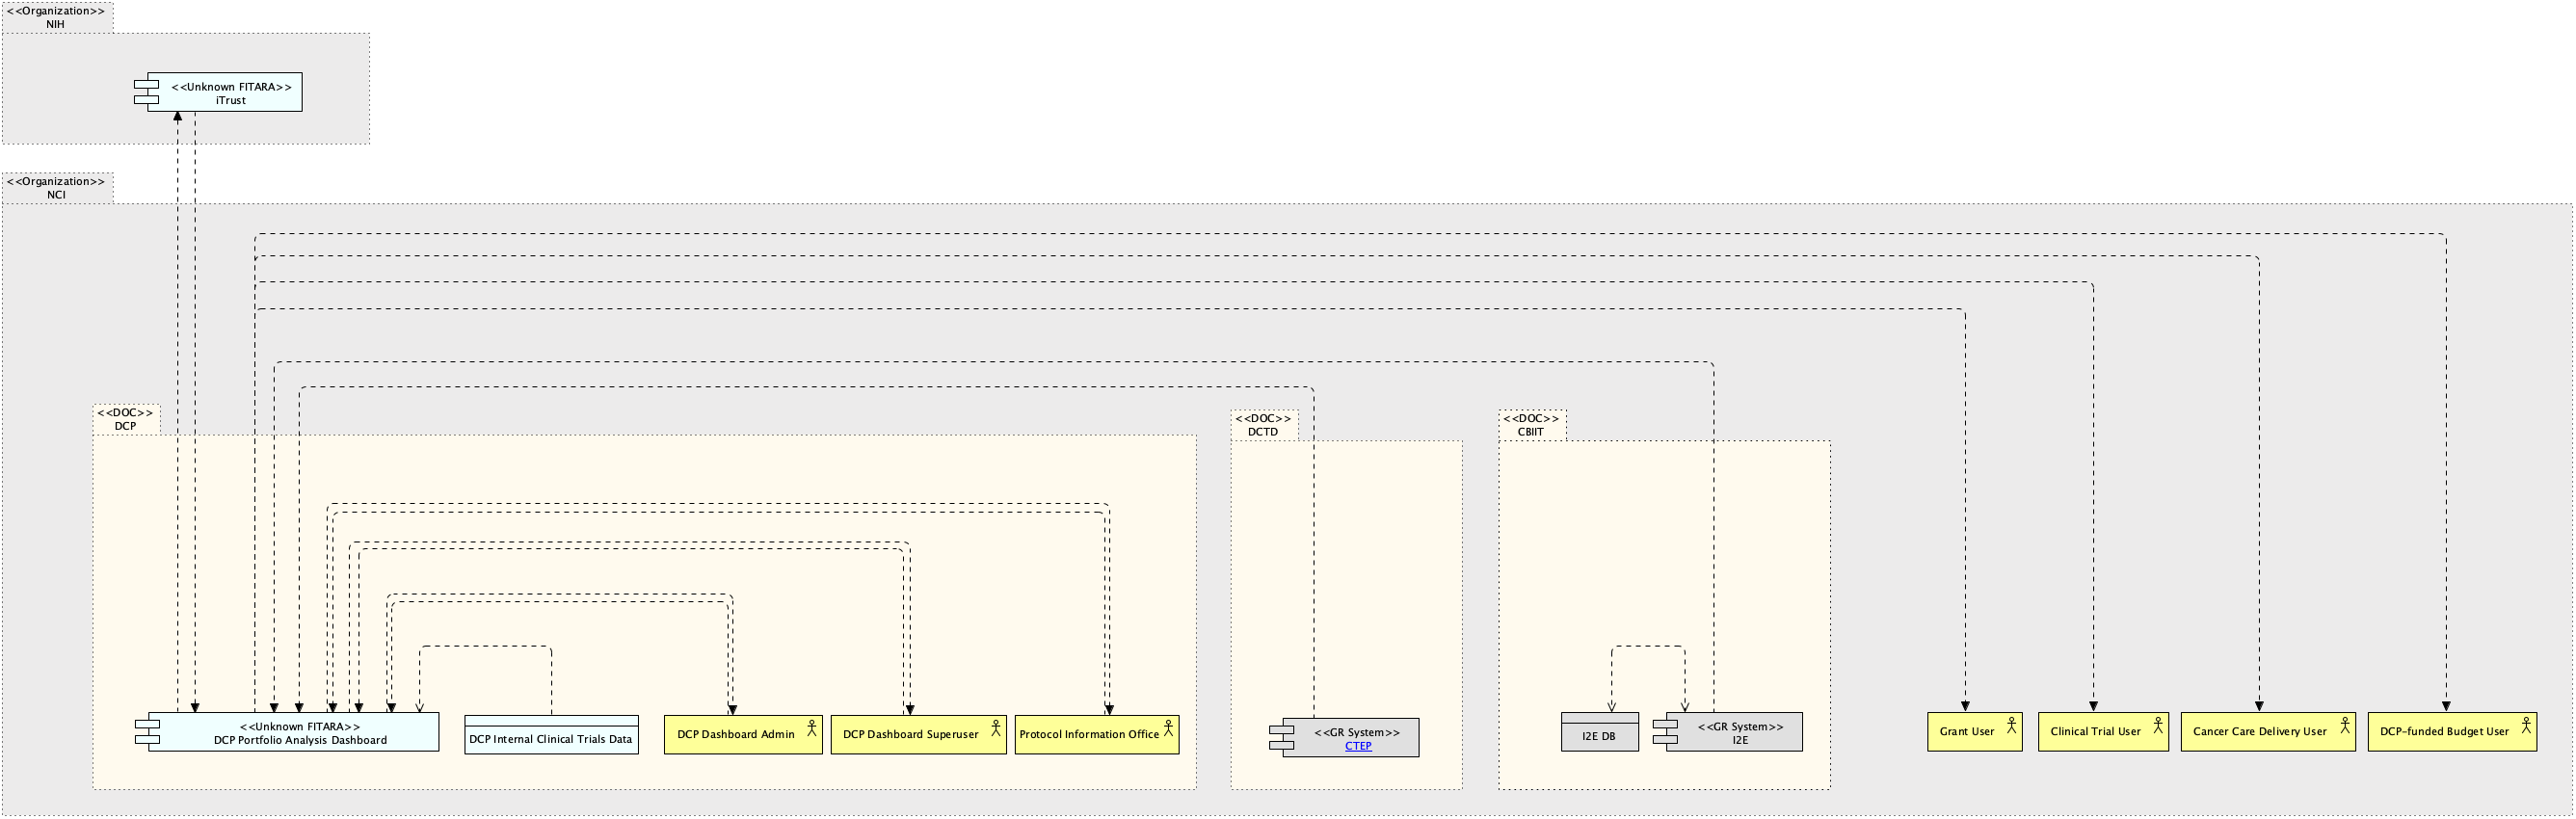 <<Organization>>
NIH
<<Unknown FITARA>>
iTrust
<<Organization>>
NCI
<<DOC>>
DCP
<<DOC>>
DCTD
<<DOC>>
CBIIT
<<Unknown FITARA>>
DCP Portfolio Analysis Dashboard
DCP Internal Clinical Trials Data
DCP Dashboard Admin
DCP Dashboard Superuser
Protocol Information Office
<<GR System>>
CTEP
I2E DB
<<GR System>>
I2E
Grant User
Clinical Trial User
Cancer Care Delivery User
DCP-funded Budget User